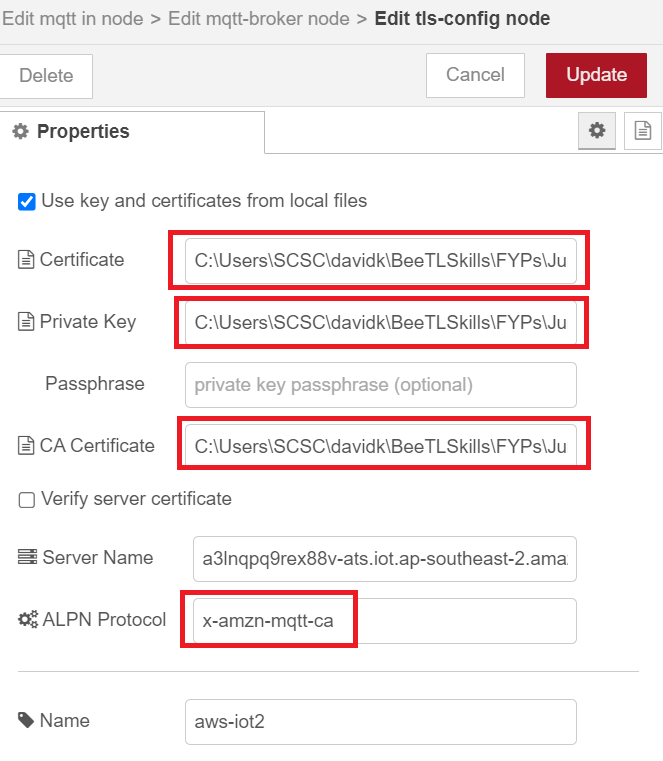 Edit mqtt in node > Edit mqtt-broker node > Edit tls-config node
Delete
Cancel
Update
Properties
Use key and certificates from local files
Certificate
C:\Users\SCSC\davidk\BeeTLSkills\FYPs\Ju
Private Key
C:\Users\SCSC\davidk\BeeTLSkills\FYPs\Ju
Passphrase
private key passphrase (optional)
CA Certificate
C:\Users\SCSC\davidk\BeeTLSkills\FYPs\Ju
Verify server certificate
Server Name
a3lnqpq9rex88v-ats.iot.ap-southeast-2.ama
ALPN Protocol
x-amzn-mqtt-ca
Name
aws-iot2